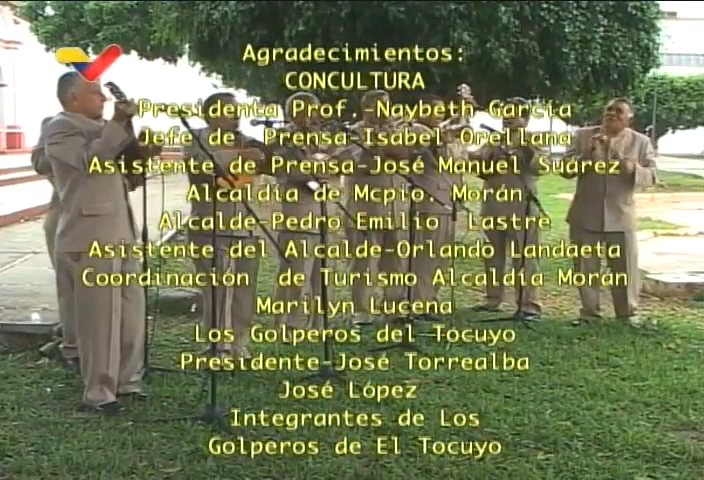 Agradecimientos:
CONCULTURA
Presidenta Prof.-Naybeth-García
Jefe de Prensa-Isabel-Orellana
Asistente de Prensa-José Manuel Suárez
Alcaldía de Mcpio. Morán
Alcalde-Pedro Emilio Lastre
Asistente del Alcalde-Orlando LandaEta
Coordinación de Turismo Alcaldía Morán
Marilyn Lucena
Los Golperos del Tocuyo
Presidente-José Torrealba
José López
Integrantes de Los
Golperos de El Tocuyo